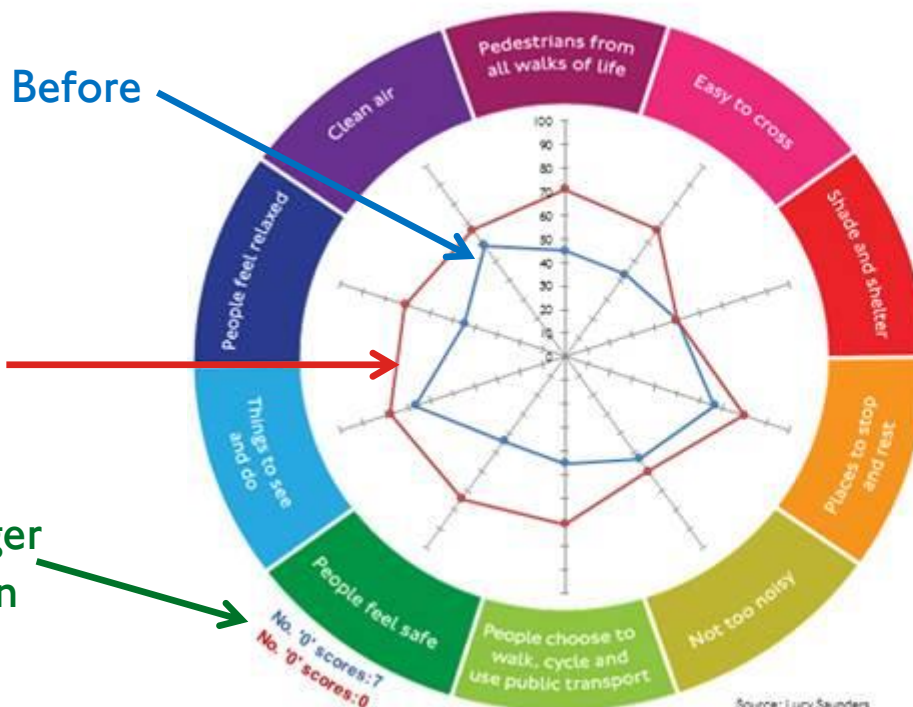 Before
Pedestrians from
all walks of life
Easy to cross
Shade and shelter
Places to stop
and rest
Not too noisy
People choose to
walk, cycle and
use public transport
People feel safe
Things to see
and do
People feel relaxed
Clean air
100
90
80
70
60
50
40
30
20
10
0
ger
n
No. '0' scores:7
No. '0' scores:0
Source: Lucy Saunders